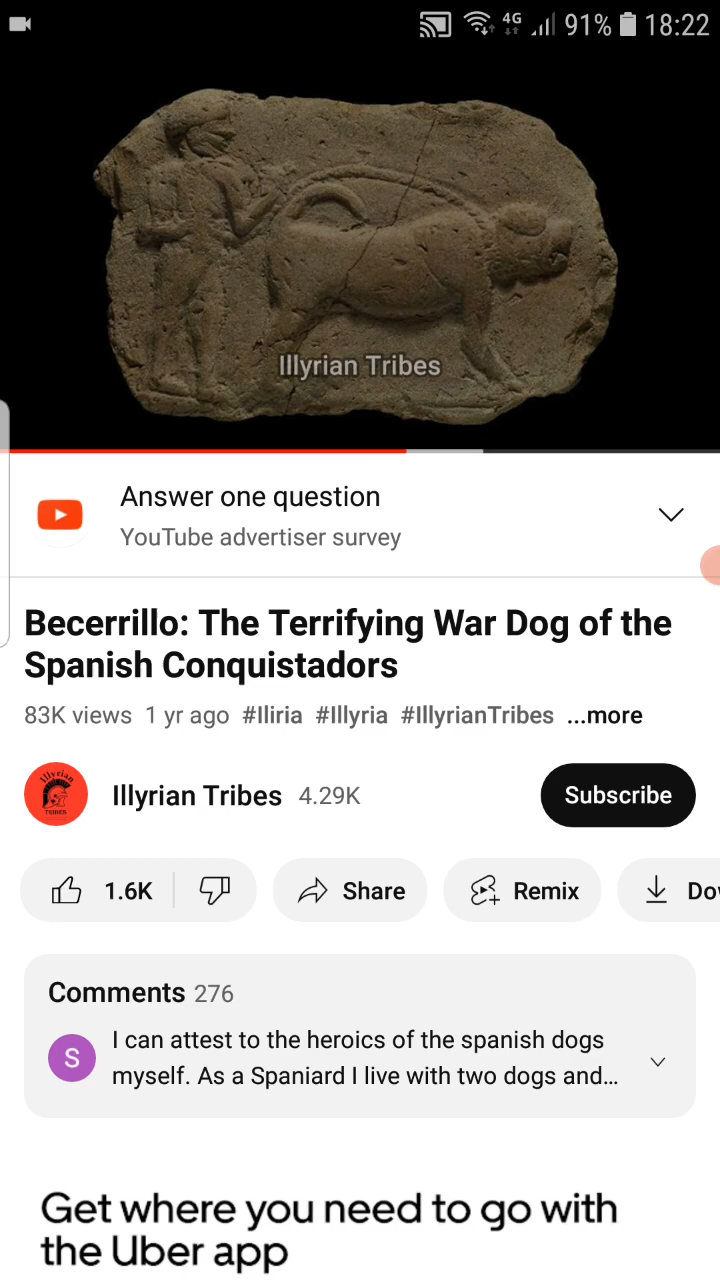 4G 91% 18:22
Illyrian Tribes
Answer one question
YouTube advertiser survey
Becerrillo: The Terrifying War Dog of the
Spanish Conquistadors
83K views 1 yr ago #Iliria #Illyria #IllyrianTribes ...more
Illyrian TRIBES
Illyrian Tribes 4.29K
Subscribe
1.6K Share Remix Dov
Comments 276
S
I can attest to the heroics of the spanish dogs
myself. As a Spaniard I live with two dogs and...
Get where you need to go with
the Uber app